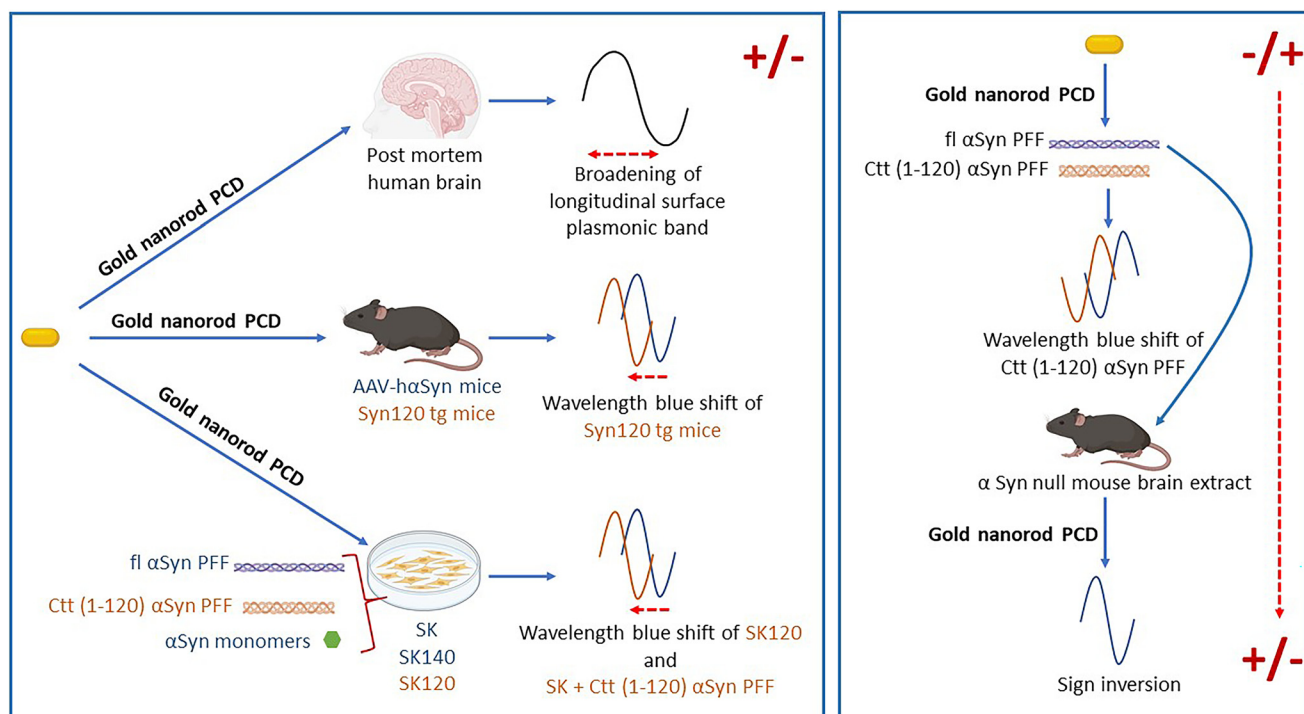 +/-
Gold nanorod PCD
Post mortem
human brain
Broadening of
longitudinal surface
plasmonic band
Gold nanorod PCD
AAV-hαSyn mice
Syn120 tg mice
Wavelength blue shift of
Syn120 tg mice
Gold nanorod PCD
fl αSyn PFF
Ctt (1-120) αSyn PFF
αSyn monomers
SK
SK140
SK120
Wavelength blue shift of SK120
and
SK + Ctt (1-120) αSyn PFF
-/+
Gold nanorod PCD
fl αSyn PFF
Ctt (1-120) αSyn PFF
Wavelength blue shift of
Ctt (1-120) αSyn PFF
α Syn null mouse brain extract
Gold nanorod PCD
Sign inversion
+/-